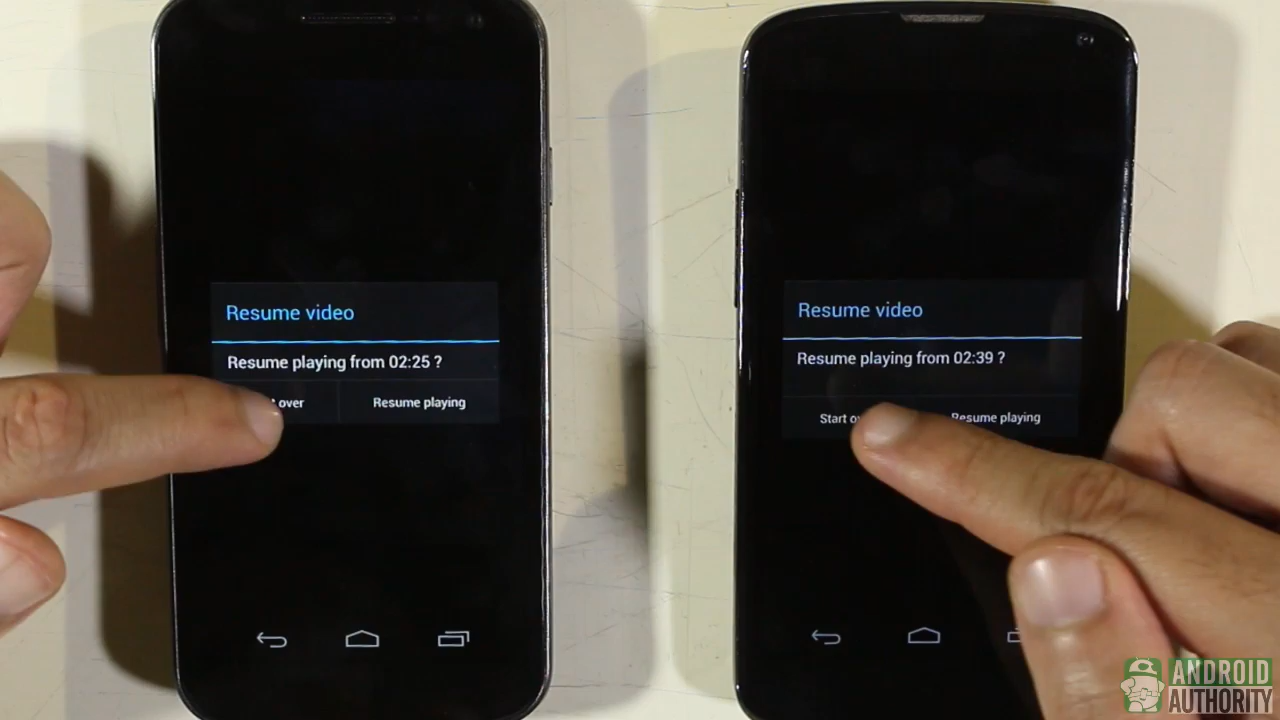 Resume video
Resume playing from 02:25 ?
over
Resume playing
Resume video
Resume playing from 02:39 ?
Start
Resume playing
ANDROID
AUTHORITY